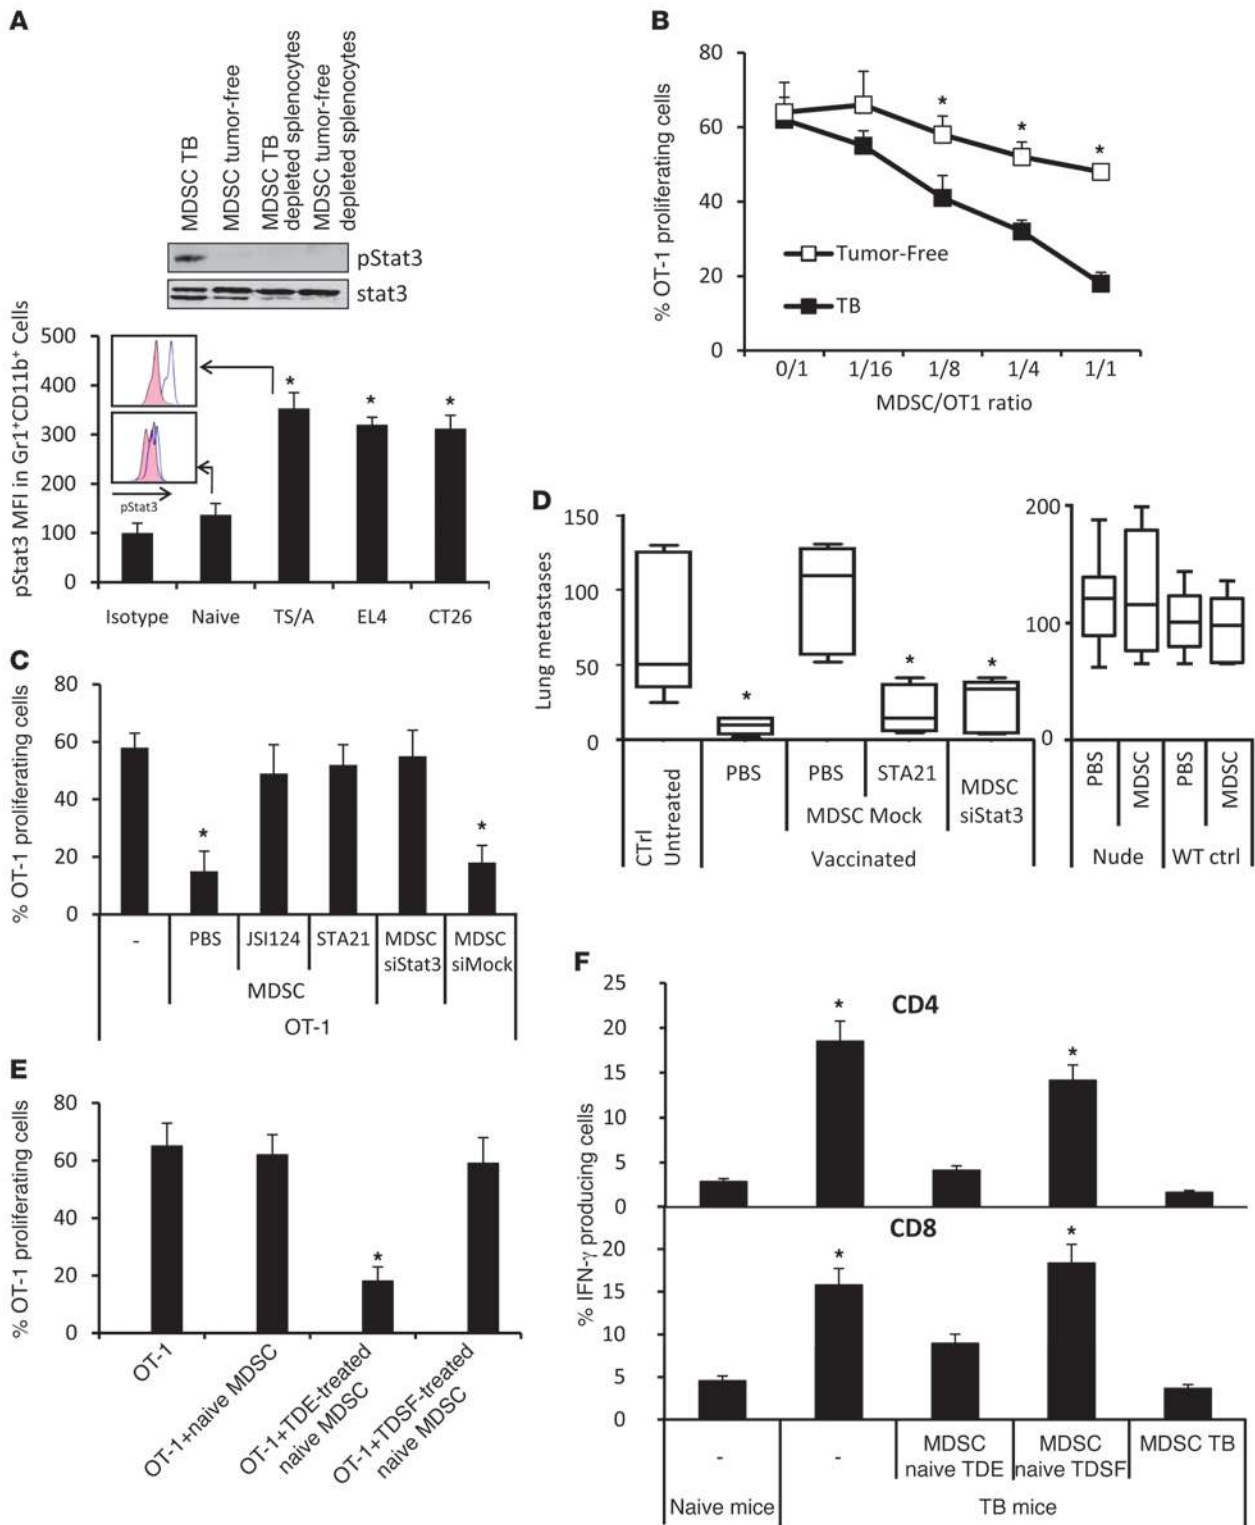 A
MDSC TB
MDSC tumor-free
MDSC TB
depleted splenocytes
MDSC tumor-free
depleted splenocytes
pStat3
stat3
pStat3 MFI in Gr1+CD11b+ Cells
500
400
300
200
100
0
pStat3
* * *
Isotype Naive TS/A EL4 CT26
B
% OT-1 proliferating cells
80
60
40
20
0
* * *
Tumor-Free
TB
0/1 1/16 1/8 1/4 1/1
MDSC/OT1 ratio
C
% OT-1 proliferating cells
80
60
40
20
0
* *
- PBS JSI124 STA21 MDSC siStat3 MDSC siMock
MDSC
OT-1
D
Lung metastases
150
100
50
0
* * *
CTrl
Untreated
PBS PBS STA21 MDSC
siStat3
MDSC Mock
Vaccinated
200
100
0
PBS MDSC PBS MDSC
Nude WT ctrl
E
% OT-1 proliferating cells
80
60
40
20
0
*
OT-1
OT-1+naive MDSC
OT-1+TDE-treated
naive MDSC
OT-1+TDSF-treated
naive MDSC
F
% IFN-γ producing cells
CD4
25
20
15
10
5
0
* *
CD8
20
15
10
5
0
* *
- - MDSC naive TDE MDSC naive TDSF MDSC TB
Naive mice TB mice